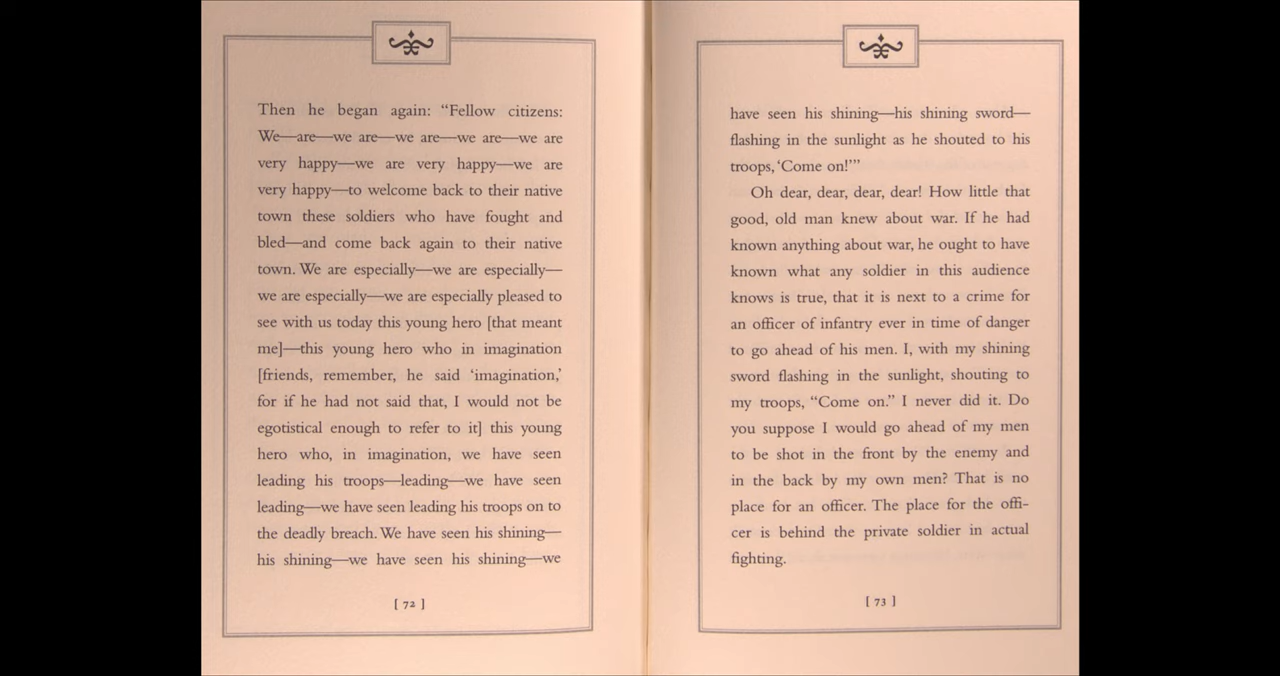 Then he began again: “Fellow citizens:
We—are—we are—we are—we are—we are
very happy—we are very happy—we are
very happy—to welcome back to their native
town these soldiers who have fought and
bled—and come back again to their native
town. We are especially—we are especially—
we are especially—we are especially pleased to
see with us today this young hero [that meant
me]—this young hero who in imagination
[friends, remember, he said ‘imagination,’
for if he had not said that, I would not be
egotistical enough to refer to it] this young
hero who, in imagination, we have seen
leading his troops—leading—we have seen
leading—we have seen leading his troops on to
the deadly breach. We have seen his shining—
his shining—we have seen his shining—we
[ 72 ]
have seen his shining—his shining sword—
flashing in the sunlight as he shouted to his
troops, ‘Come on!’”
Oh dear, dear, dear, dear! How little that
good, old man knew about war. If he had
known anything about war, he ought to have
known what any soldier in this audience
knows is true, that it is next to a crime for
an officer of infantry ever in time of danger
to go ahead of his men. I, with my shining
sword flashing in the sunlight, shouting to
my troops, “Come on.” I never did it. Do
you suppose I would go ahead of my men
to be shot in the front by the enemy and
in the back by my own men? That is no
place for an officer. The place for the offi-
cer is behind the private soldier in actual
fighting.
[ 73 ]